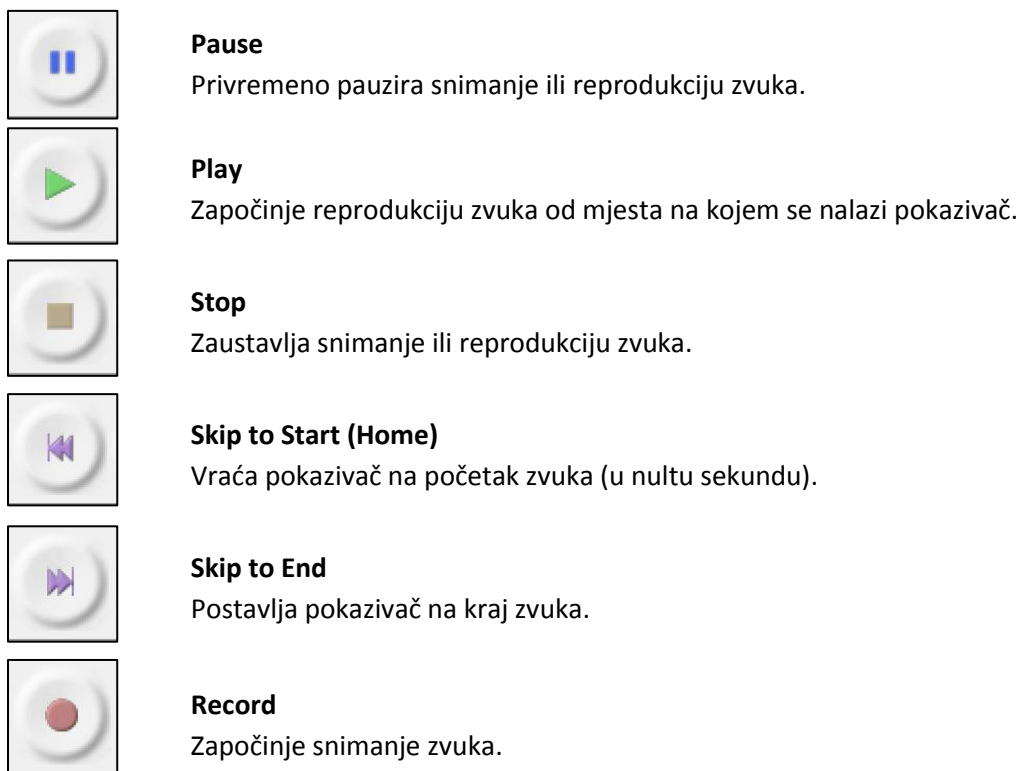 Pause
Privremeno pauzira snimanje ili reprodukciju zvuka.
Play
Započinje reprodukciju zvuka od mjesta na kojem se nalazi pokazivač.
Stop
Zaustavlja snimanje ili reprodukciju zvuka.
Skip to Start (Home)
Vraća pokazivač na početak zvuka (u nultu sekundu).
Skip to End
Postavlja pokazivač na kraj zvuka.
Record
Započinje snimanje zvuka.